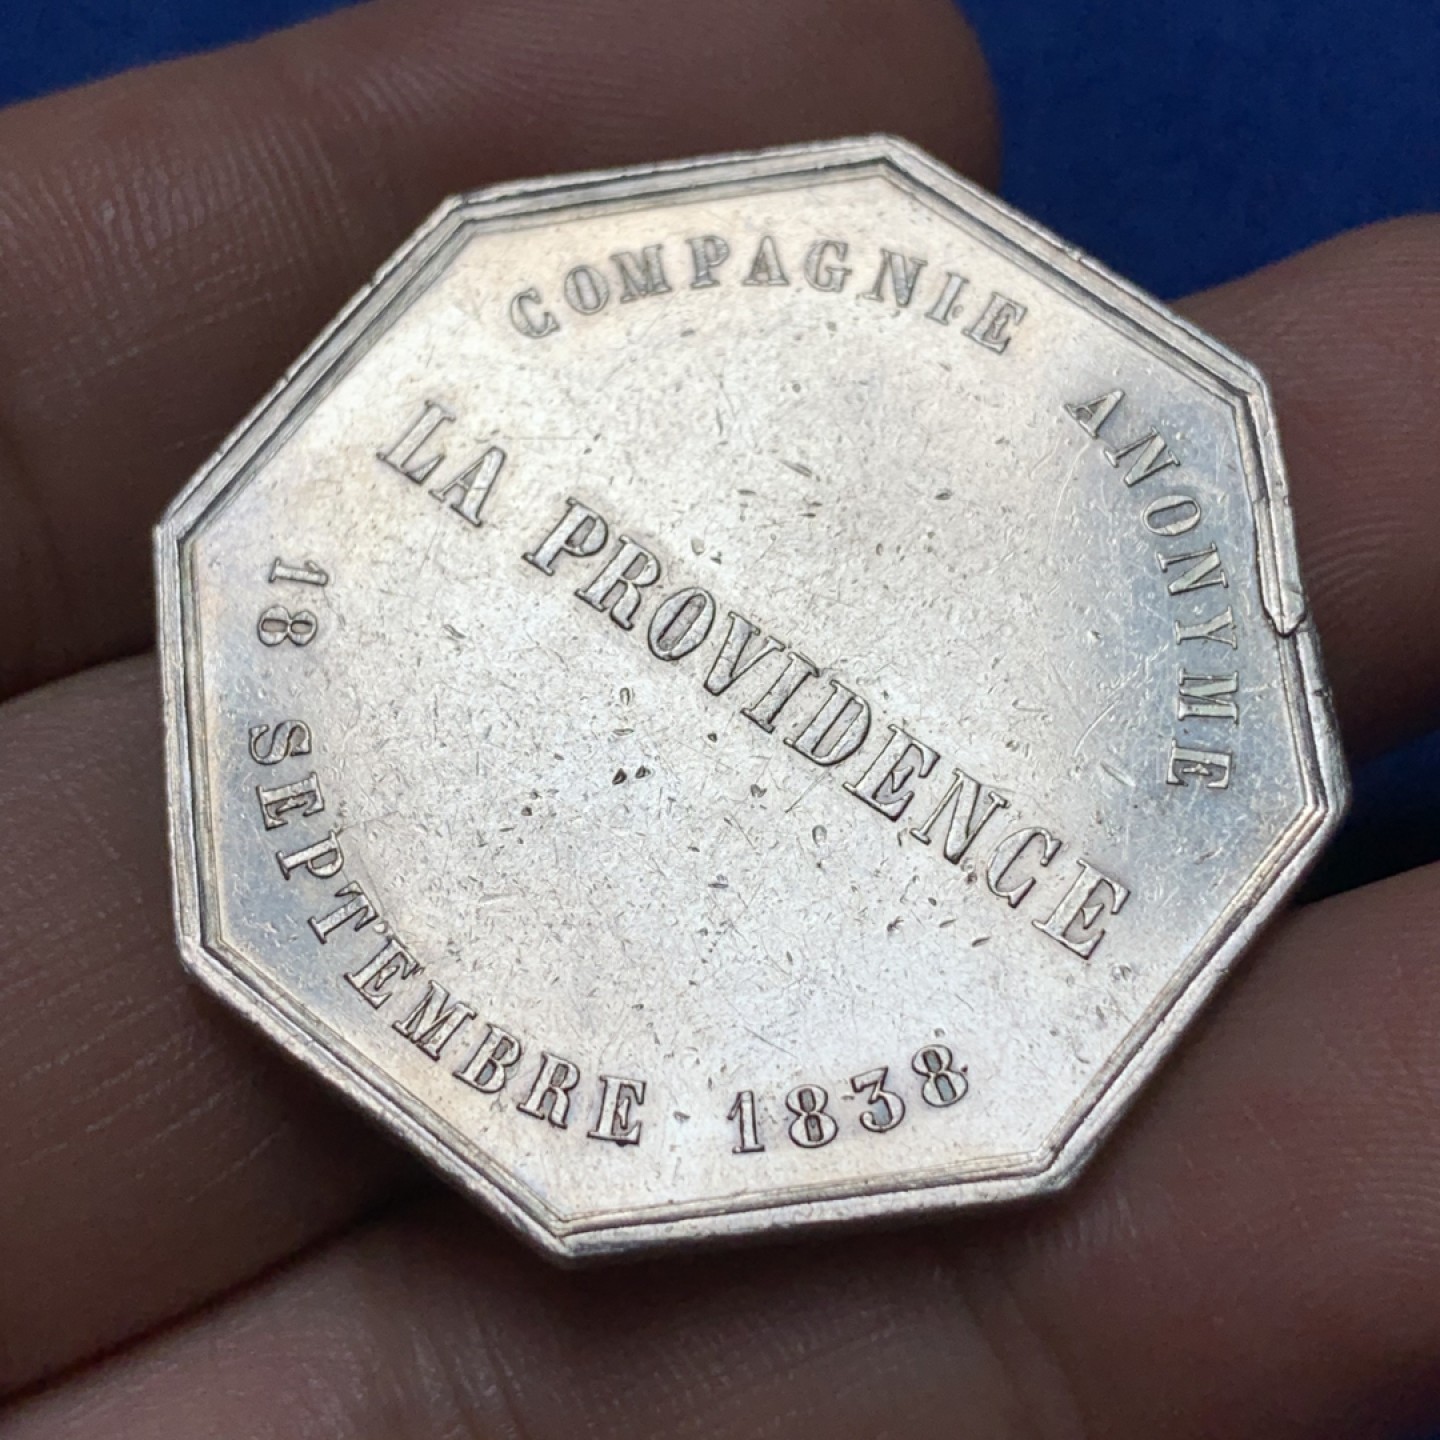 COMPAGNIE ANONYME
LA PROVIDENCE
18 SEPTEMBRE 1838